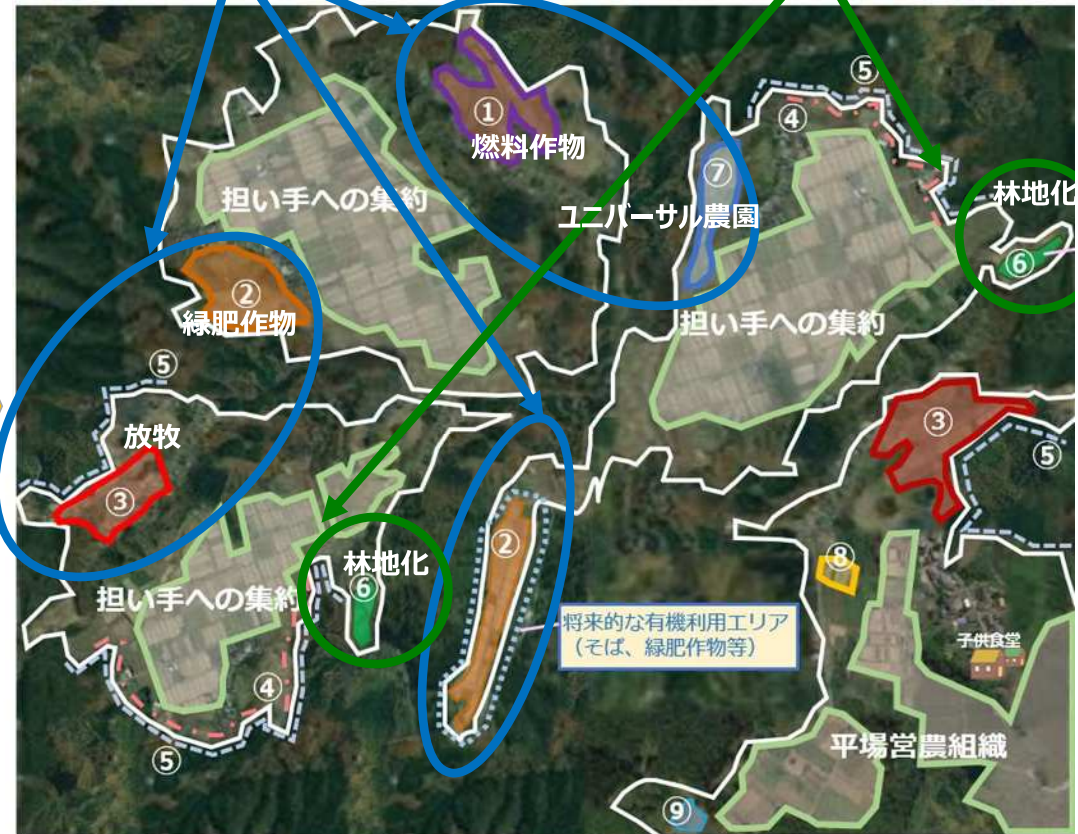 ①
燃料作物
担い手への集約
②
緑肥作物
⑤
④
⑦
ユニバーサル農園
担い手への集約
林地化
⑥
⑤
放牧
③
担い手への集約
林地化
⑥
④
⑤
②
将来的な有機利用エリア
（そば、緑肥作物等）
③
⑤
⑧
子供食堂
平場営農組織
⑨